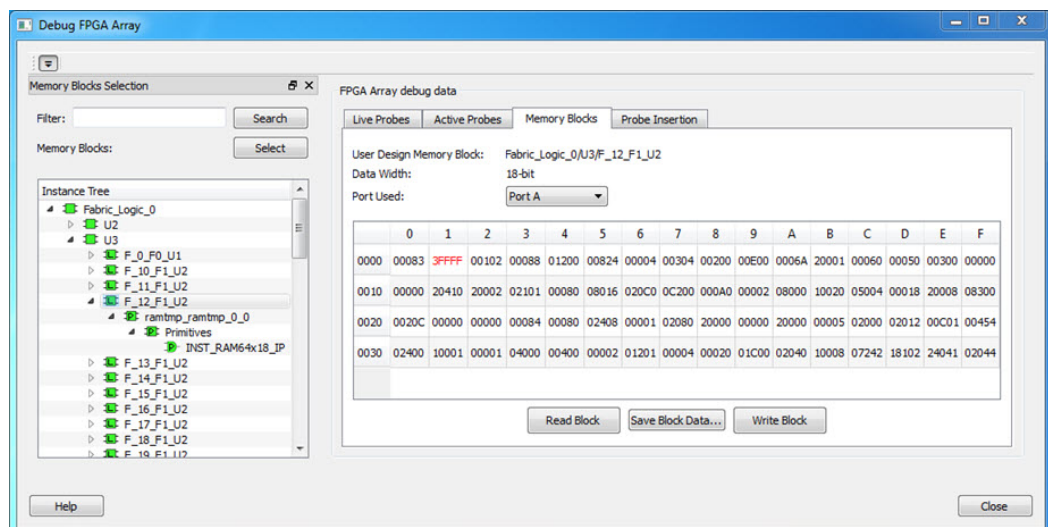 Debug FPGA Array
Memory Blocks Selection
Filter:
Search
Memory Blocks:
Select
Instance Tree
Fabric_Logic_0
U2
U3
F_0_F0_U1
F_10_F1_U2
F_11_F1_U2
F_12_F1_U2
ramtmp_ramtmp_0_0
Primitives
INST_RAM64x18_IP
F_13_F1_U2
F_14_F1_U2
F_15_F1_U2
F_16_F1_U2
F_17_F1_U2
F_18_F1_U2
F_19_F1_U2
FPGA Array debug data
Live Probes Active Probes Memory Blocks Probe Insertion
User Design Memory Block: Fabric_Logic_0/U3/F_12_F1_U2
Data Width: 18-bit
Port Used: Port A
0 1 2 3 4 5 6 7 8 9 A B C D E F
0000 00083 3FFFF 00102 00088 01200 00824 00004 00304 00200 00E00 0006A 20001 00060 00050 00300 00000
0010 00000 20410 20002 02101 00080 08016 020C0 0C200 000A0 00002 08000 10020 05004 00018 20008 08300
0020 0020C 00000 00000 00084 00080 02408 00001 02080 20000 00000 20000 00005 02000 02012 00C01 00454
0030 02400 10001 00001 04000 00400 00002 01201 00004 00020 01C00 02040 10008 07242 18102 24041 02044
Read Block Save Block Data... Write Block
Help Close